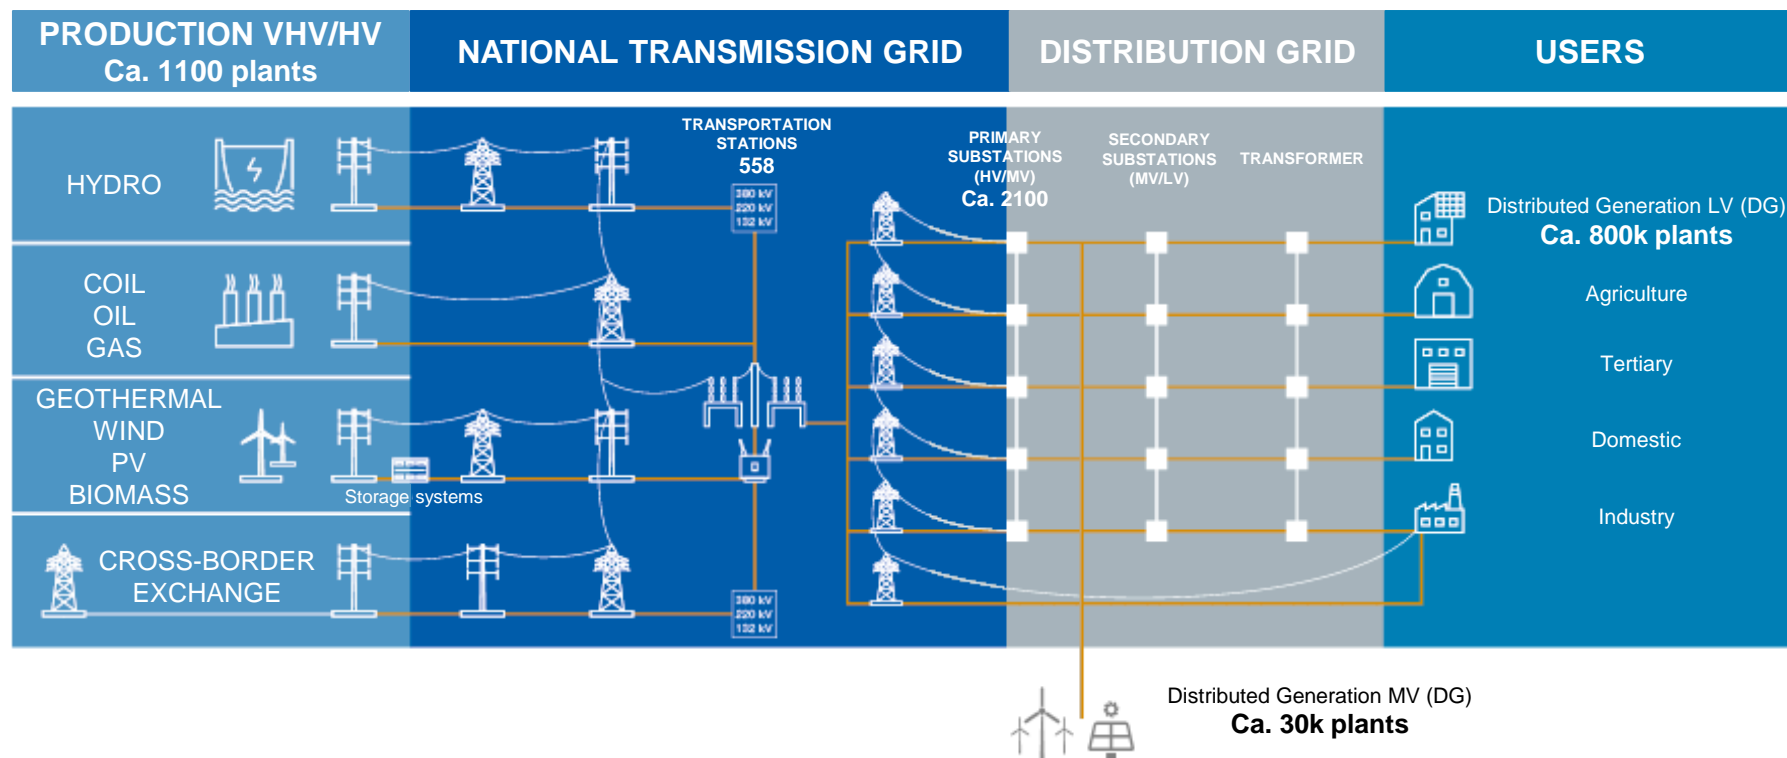 PRODUCTION VHV/HV
Ca. 1100 plants
NATIONAL TRANSMISSION GRID
DISTRIBUTION GRID
USERS
HYDRO
COIL
OIL
GAS
GEOTHERMAL
WIND
PV
BIOMASS
Storage systems
CROSS-BORDER
EXCHANGE
TRANSPORTATION
STATIONS
558
380 kV
220 kV
132 kV
380 kV
220 kV
132 kV
PRIMARY
SUBSTATIONS
(HV/MV)
Ca. 2100
SECONDARY
SUBSTATIONS
(MV/LV)
TRANSFORMER
Distributed Generation LV (DG)
Ca. 800k plants
Agriculture
Tertiary
Domestic
Industry
Distributed Generation MV (DG)
Ca. 30k plants